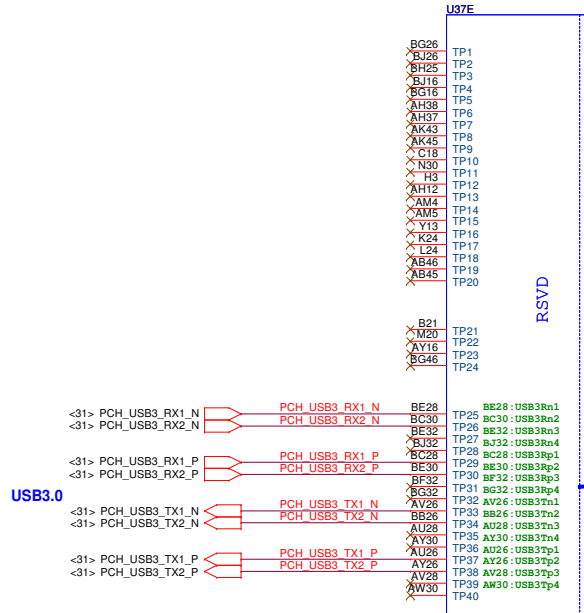 U37E
BG26 TP1
BJ26 TP2
BH25 TP3
BJ16 TP4
BG16 TP5
AH38 TP6
AH37 TP7
AK43 TP8
AK45 TP9
C18 TP10
N30 TP11
H3 TP12
AH12 TP13
AM4 TP14
AM5 TP15
Y13 TP16
K24 TP17
L24 TP18
AB46 TP19
AB45 TP20
RSVD
B21 TP21
M20 TP22
AY16 TP23
BG46 TP24
<31> PCH_USB3_RX1_N PCH_USB3_RX1_N BE28 TP25 BE28:USB3Rn1
<31> PCH_USB3_RX2_N PCH_USB3_RX2_N BC30 TP26 BC30:USB3Rn2
BE32 TP27 BE32:USB3Rn3
BJ32 TP28 BJ32:USB3Rn4
<31> PCH_USB3_RX1_P PCH_USB3_RX1_P BC28 TP29 BC28:USB3Rp1
<31> PCH_USB3_RX2_P PCH_USB3_RX2_P BE30 TP30 BE30:USB3Rp2
BF32 TP31 BF32:USB3Rp3
USB3.0
BG32 TP32 BG32:USB3Rp4
<31> PCH_USB3_TX1_N PCH_USB3_TX1_N AV26 TP33 AV26:USB3Tn1
<31> PCH_USB3_TX2_N PCH_USB3_TX2_N BB26 TP34 BB26:USB3Tn2
AU28 TP35 AU28:USB3Tn3
AY30 TP36 AY30:USB3Tn4
<31> PCH_USB3_TX1_P PCH_USB3_TX1_P AU26 TP37 AU26:USB3Tp1
<31> PCH_USB3_TX2_P PCH_USB3_TX2_P AY26 TP38 AY26:USB3Tp2
AV28 TP39 AV28:USB3Tp3
AW30 TP40 AW30:USB3Tp4